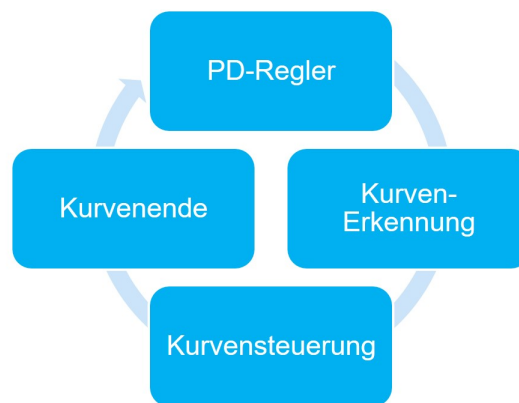 PD-Regler
Kurven-
Erkennung
Kurvensteuerung
Kurvenende